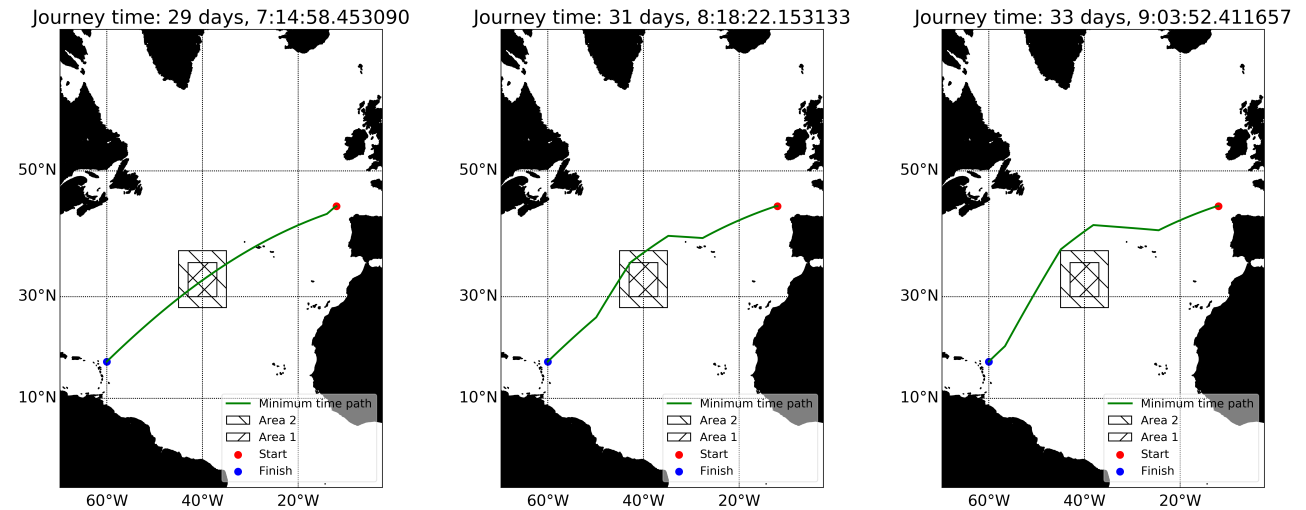 Journey time: 29 days, 7:14:58.453090
50°N
30°N
10°N
60°W
40°W
20°W
Minimum time path
Area 2
Area 1
Start
Finish
Journey time: 31 days, 8:18:22.153133
50°N
30°N
10°N
60°W
40°W
20°W
Minimum time path
Area 2
Area 1
Start
Finish
Journey time: 33 days, 9:03:52.411657
50°N
30°N
10°N
60°W
40°W
20°W
Minimum time path
Area 2
Area 1
Start
Finish